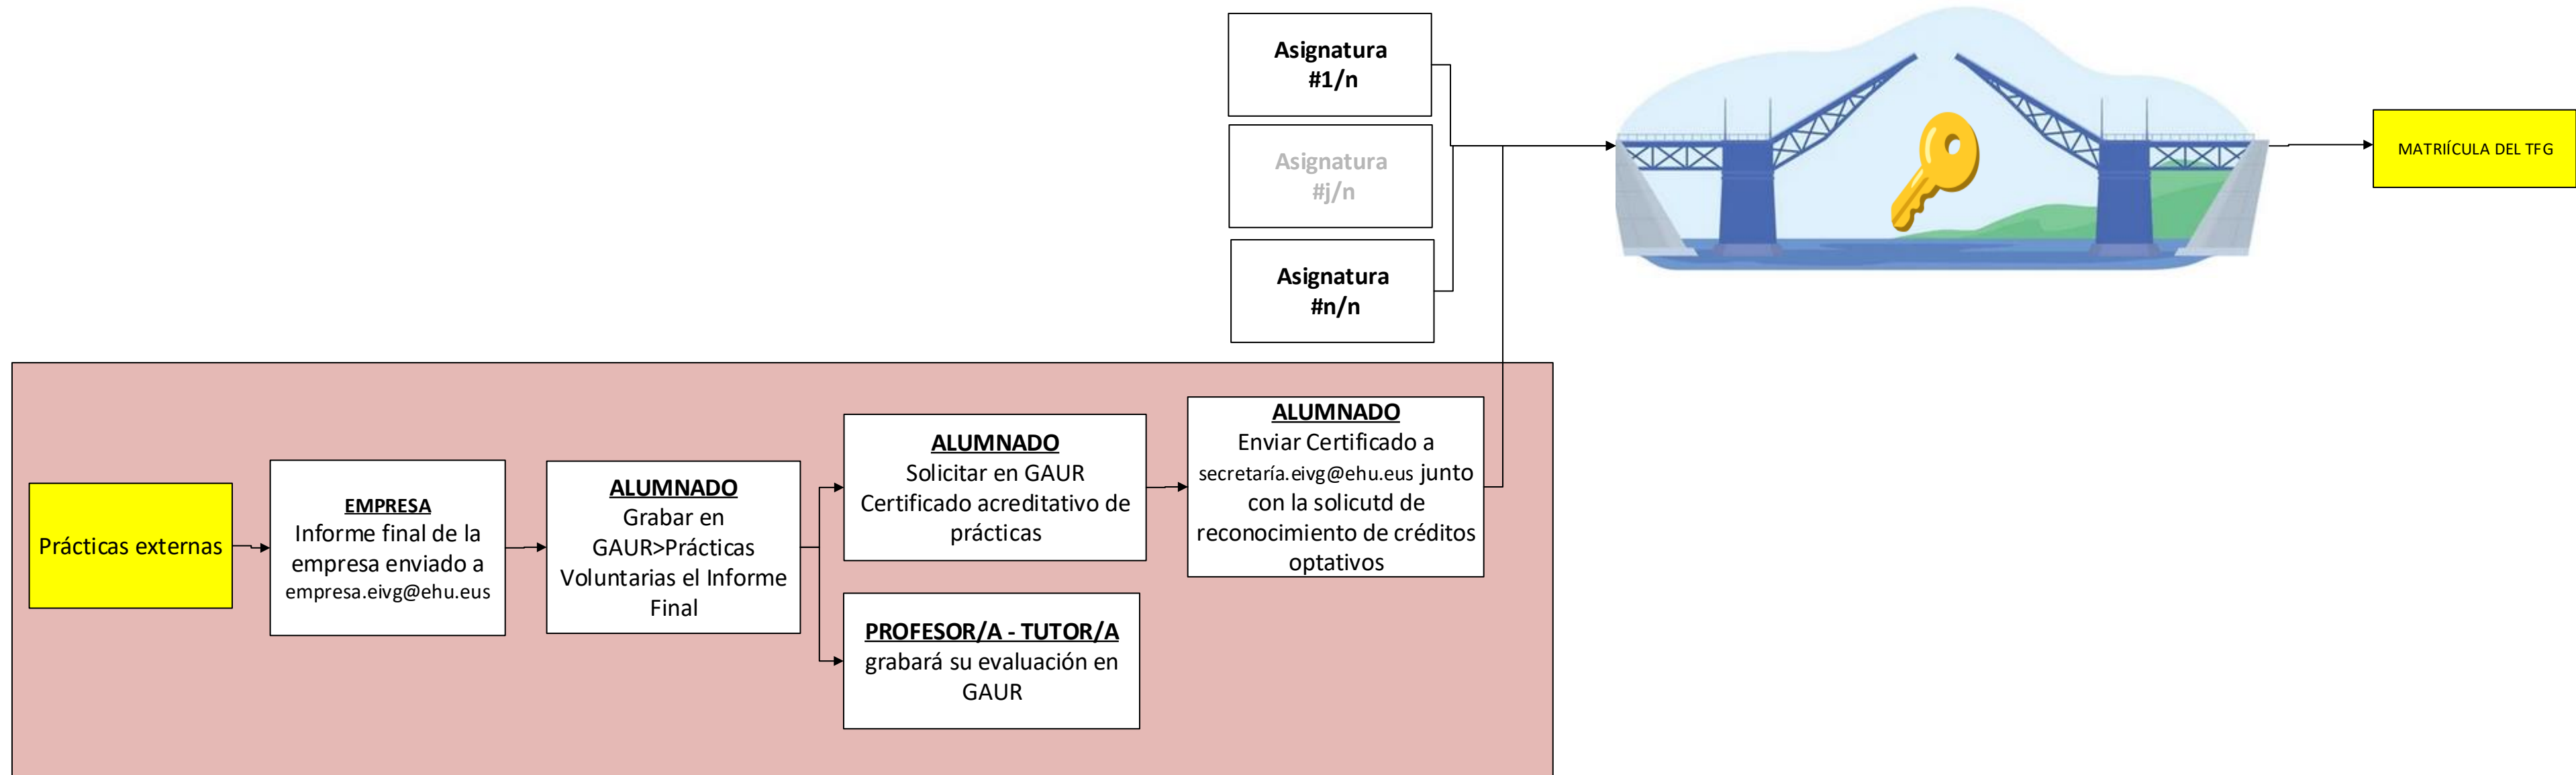 Asignatura
#1/n
Asignatura
#j/n
Asignatura
#n/n
MATRIÍCULA DEL TFG
Prácticas externas
EMPRESA
Informe final de la
empresa enviado a
empresa.eivg@ehu.eus
ALUMNADO
Grabar en
GAUR>Prácticas
Voluntarias el Informe
Final
ALUMNADO
Solicitar en GAUR
Certificado acreditativo de
prácticas
PROFESOR/A - TUTOR/A
grabará su evaluación en
GAUR
ALUMNADO
Enviar Certificado a
secretaría.eivg@ehu.eus junto
con la solicutd de
reconocimiento de créditos
optativos